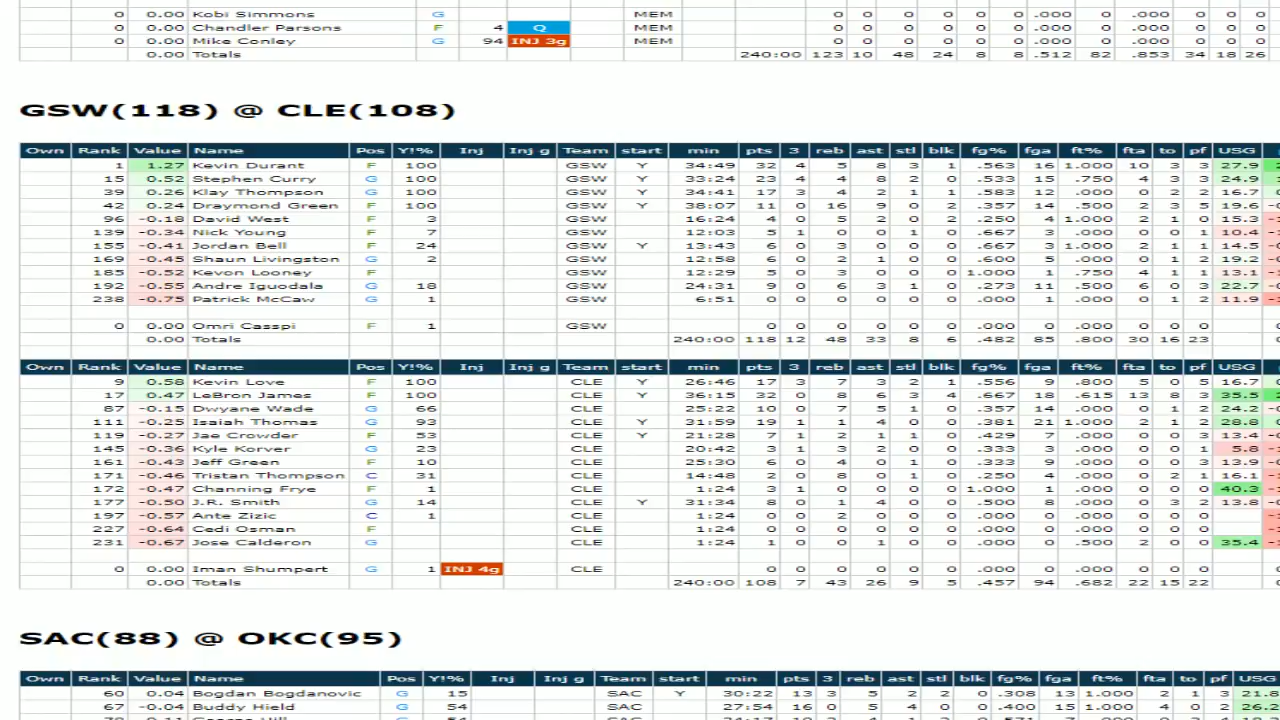 0 0.00 Kobi Simmons G MEM 0 0 0 0 0 0 .000 0 .000 0 0 0
0 0.00 Chandler Parsons F 4 Q MEM 0 0 0 0 0 0 .000 0 .000 0 0 0
0 0.00 Mike Conley G 94 INJ 3g MEM 0 0 0 0 0 0 .000 0 .000 0 0 0
0.00 Totals 240:00 123 10 48 24 8 8 .512 82 .853 34 18 26
GSW(118) @ CLE(108)
Own Rank Value Name Pos Y!% Inj Inj g Team start min pts 3 reb ast stl blk fg% fga ft% fta to pf USG
1 1.27 Kevin Durant F 100 GSW Y 34:49 32 4 5 8 3 1 .563 16 1.000 10 3 3 27.9
15 0.52 Stephen Curry G 100 GSW Y 33:24 23 4 4 8 2 0 .533 15 .750 4 3 3 24.9
39 0.26 Klay Thompson G 100 GSW Y 34:41 17 3 4 2 1 1 .583 12 .000 0 2 2 16.7
42 0.24 Draymond Green F 100 GSW Y 38:07 11 0 16 9 0 2 .357 14 .500 2 3 5 19.6
96 -0.18 David West F 3 GSW 16:24 4 0 5 2 0 2 .250 4 1.000 2 1 0 15.3
139 -0.34 Nick Young F 7 GSW 12:03 5 1 0 0 1 0 .667 3 .000 0 0 1 10.4
155 -0.41 Jordan Bell F 24 GSW Y 13:43 6 0 3 0 0 0 .667 3 1.000 2 1 1 14.5
169 -0.45 Shaun Livingston G 2 GSW 12:58 6 0 2 1 0 0 .600 5 .000 0 0 2 19.2
185 -0.52 Kevon Looney F GSW 12:29 5 0 3 0 0 0 1.000 1 .750 4 1 1 13.1
192 -0.55 Andre Iguodala G 18 GSW 24:31 9 0 6 3 1 0 .273 11 .500 6 0 3 22.7
238 -0.75 Patrick McCaw G 1 GSW 6:51 0 0 0 0 0 0 .000 1 .000 0 1 2 11.9
0 0.00 Omri Casspi F 1 GSW 0 0 0 0 0 0 .000 0 .000 0 0 0
0.00 Totals 240:00 118 12 48 33 8 6 .482 85 .800 30 16 23
Own Rank Value Name Pos Y!% Inj Inj g Team start min pts 3 reb ast stl blk fg% fga ft% fta to pf USG
9 0.58 Kevin Love F 100 CLE Y 26:46 17 3 7 3 2 1 .556 9 .800 5 0 5 16.7
17 0.47 LeBron James F 100 CLE Y 36:15 32 0 8 6 3 4 .667 18 .615 13 8 3 35.5
87 -0.15 Dwyane Wade G 66 CLE 25:22 10 0 7 5 1 0 .357 14 .000 0 1 2 24.2
111 -0.25 Isaiah Thomas G 93 CLE Y 31:59 19 1 1 4 0 0 .381 21 1.000 2 1 2 28.8
119 -0.27 Jae Crowder F 53 CLE Y 21:28 7 1 2 1 1 0 .429 7 .000 0 0 3 13.4
145 -0.36 Kyle Korver G 23 CLE 20:42 3 1 3 2 0 0 .333 3 .000 0 0 1 5.8
161 -0.43 Jeff Green F 10 CLE 25:30 6 0 4 0 1 0 .333 9 .000 0 0 3 13.9
171 -0.46 Tristan Thompson C 31 CLE 14:48 2 0 8 0 1 0 .250 4 .000 0 2 1 16.1
172 -0.47 Channing Frye F 1 CLE 1:24 3 1 0 0 0 0 1.000 1 .000 0 0 0 40.3
177 -0.50 J.R. Smith G 14 CLE Y 31:34 8 0 1 4 0 0 .500 8 .000 0 3 2 13.8
197 -0.57 Ante Zizic C 1 CLE 1:24 0 0 2 0 0 0 .000 0 .000 0 0 0
227 -0.64 Cedi Osman F CLE 1:24 0 0 0 0 0 0 .000 0 .000 0 0 0
231 -0.67 Jose Calderon G CLE 1:24 1 0 0 1 0 0 .000 0 .500 2 0 0 35.4
0 0.00 Iman Shumpert G 1 INJ 4g CLE 0 0 0 0 0 0 .000 0 .000 0 0 0
0.00 Totals 240:00 108 7 43 26 9 5 .457 94 .682 22 15 22
SAC(88) @ OKC(95)
Own Rank Value Name Pos Y!% Inj Inj g Team start min pts 3 reb ast stl blk fg% fga ft% fta to pf USG
60 0.04 Bogdan Bogdanovic G 15 SAC Y 30:22 13 3 5 2 2 0 .308 13 1.000 2 1 3 21.8
67 -0.04 Buddy Hield G 54 SAC 27:54 16 0 5 4 2 0 .400 15 1.000 4 0 2 26.2